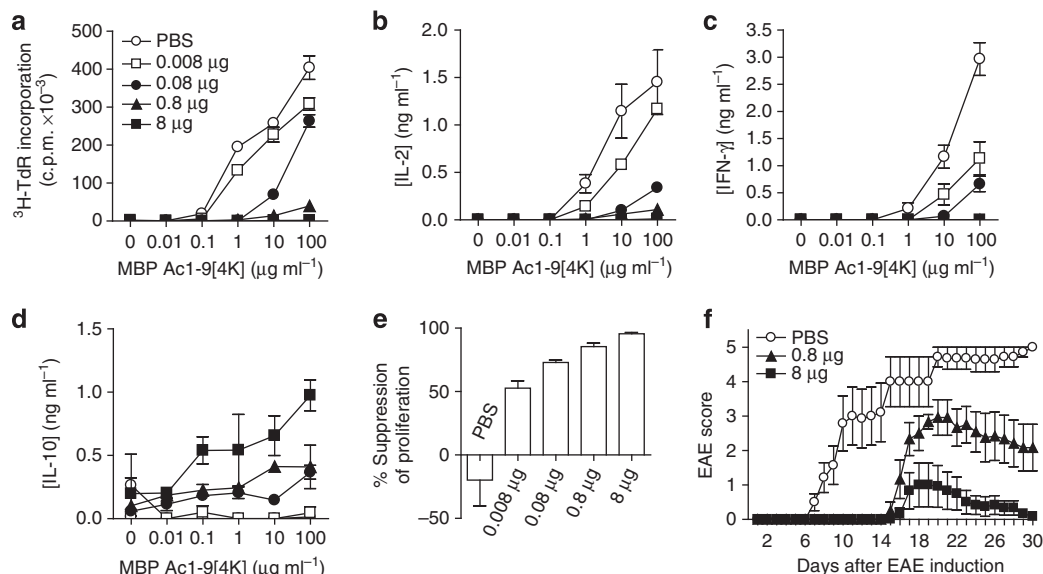 a
³H-TdR incorporation
(c.p.m. ×10⁻³)
500
400
300
200
100
0
PBS
0.008 µg
0.08 µg
0.8 µg
8 µg
0 0.01 0.1 1 10 100
MBP Ac1-9[4K] (µg ml⁻¹)
b
[IL-2] (ng ml⁻¹)
2.0
1.5
1.0
0.5
0.0
0 0.01 0.1 1 10 100
MBP Ac1-9[4K] (µg ml⁻¹)
c
[IFN-γ] (ng ml⁻¹)
3.5
3.0
2.5
2.0
1.5
1.0
0.5
0.0
0 0.01 0.1 1 10 100
MBP Ac1-9[4K] (µg ml⁻¹)
d
[IL-10] (ng ml⁻¹)
1.5
1.0
0.5
0.0
0 0.01 0.1 1 10 100
MBP Ac1-9[4K] (µg ml⁻¹)
e
% Suppression
of proliferation
100
50
0
−50
PBS
0.008 µg
0.08 µg
0.8 µg
8 µg
f
EAE score
5
4
3
2
1
0
PBS
0.8 µg
8 µg
2 6 10 14 18 22 26 30
Days after EAE induction